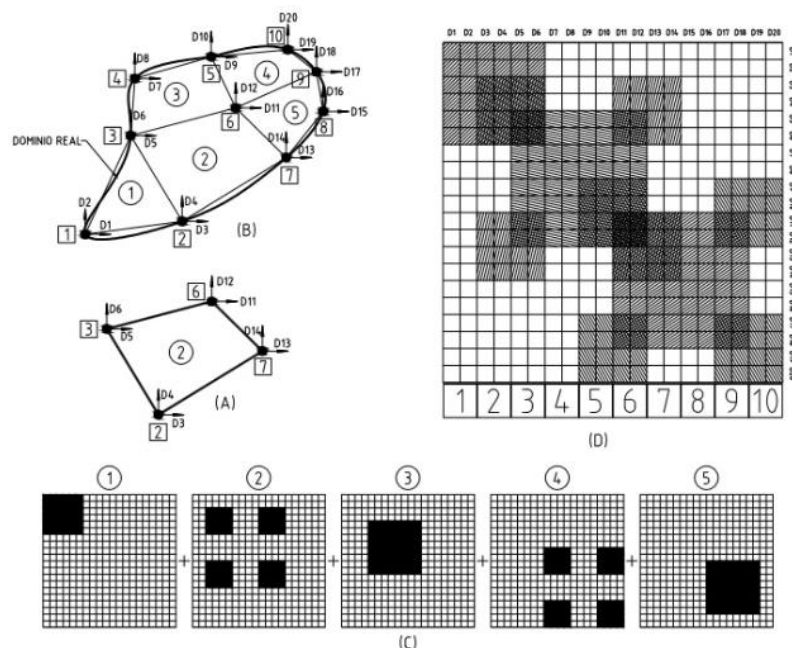 D20
D10
10
D19
D8
5
D9
D18
4
4
9
D17
D7
3
D12
D16
D6
6
D11
5
D15
3
D5
8
DOMINIO REAL
2
D14
D13
7
1
D2
D4
D1
1
2
D3
(B)
D12
D6
6
D11
3
D5
2
D14
D13
7
D4
D3
2
(A)
D1 D2 D3 D4 D5 D6 D7 D8 D9 D10 D11 D12 D13 D14 D15 D16 D17 D18 D19 D20
1 2 3 4 5 6 7 8 9 10
(D)
1 2 3 4 5
+ + + +
(C)